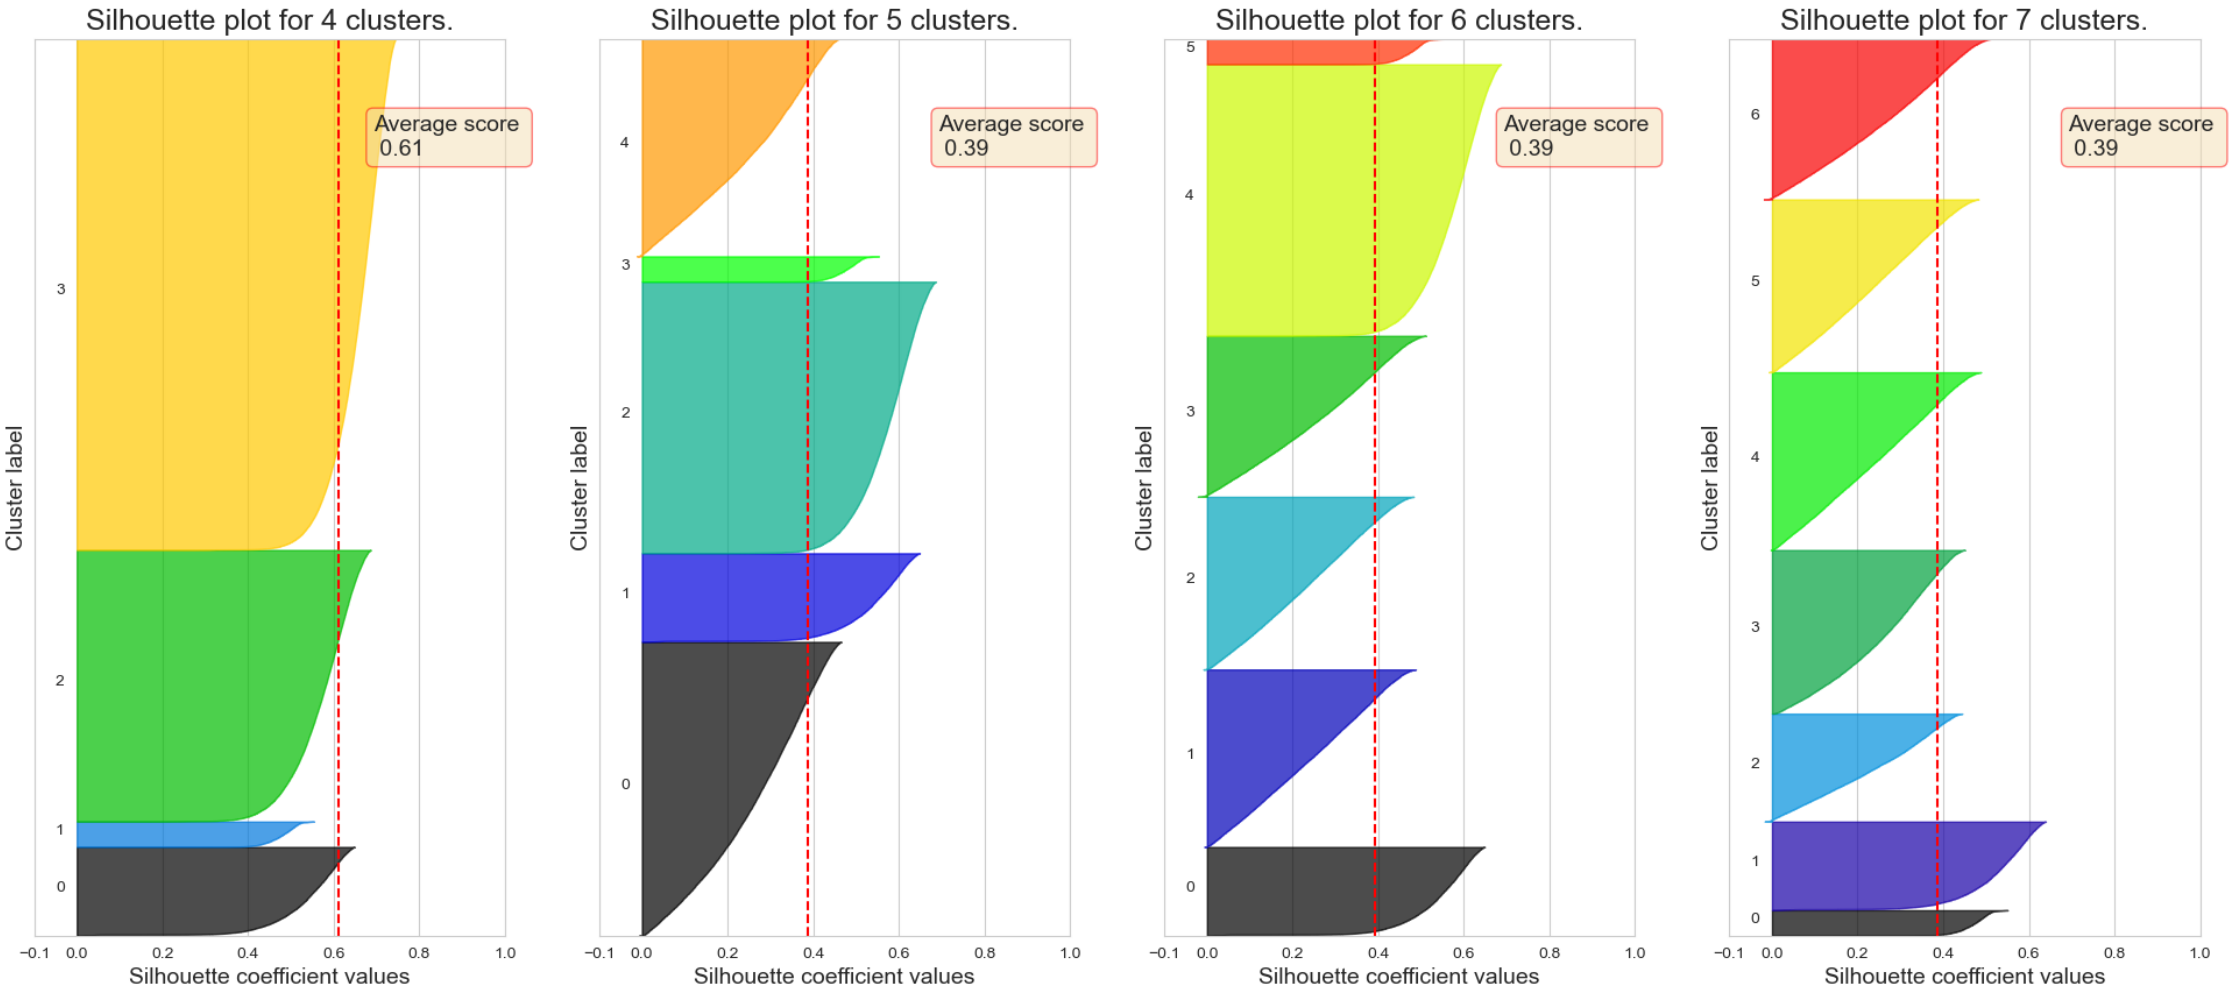 Silhouette plot for 4 clusters.
Average score
0.61
3
2
1
0
Cluster label
−0.1 0.0 0.2 0.4 0.6 0.8 1.0
Silhouette coefficient values
Silhouette plot for 5 clusters.
Average score
0.39
4
3
2
1
0
Cluster label
−0.1 0.0 0.2 0.4 0.6 0.8 1.0
Silhouette coefficient values
Silhouette plot for 6 clusters.
5
Average score
0.39
4
3
2
1
0
Cluster label
−0.1 0.0 0.2 0.4 0.6 0.8 1.0
Silhouette coefficient values
Silhouette plot for 7 clusters.
Average score
0.39
6
5
4
3
2
1
0
Cluster label
−0.1 0.0 0.2 0.4 0.6 0.8 1.0
Silhouette coefficient values